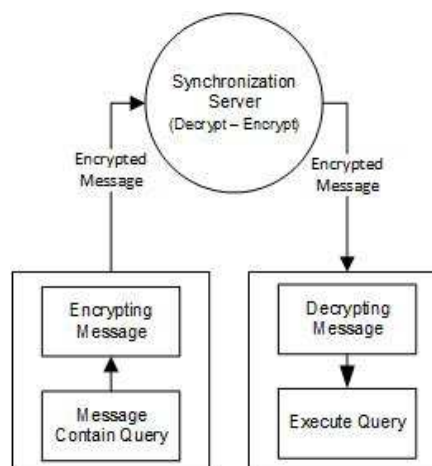 Synchronization
Server
(Decrypt – Encrypt)
Encrypted
Message
Encrypted
Message
Encrypting
Message
Message
Contain Query
Decrypting
Message
Execute Query